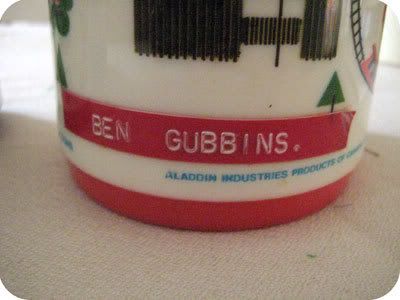 BEN GUBBINS.
ALADDIN INDUSTRIES PRODUCTS OF